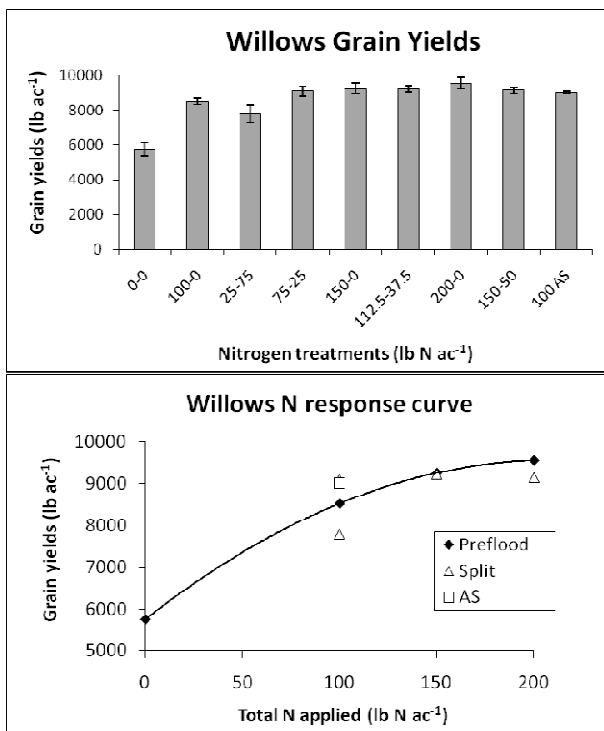 Willows Grain Yields
Grain yields (lb ac⁻¹)
10000
8000
6000
4000
2000
0
0-0
100-0
25-75
75-25
150-0
112.5-37.5
200-0
150-50
100 AS
Nitrogen treatments (lb N ac⁻¹)
Willows N response curve
Grain yields (lb ac⁻¹)
10000
9000
8000
7000
6000
5000
Preflood
Split
AS
0
50
100
150
200
Total N applied (lb N ac⁻¹)